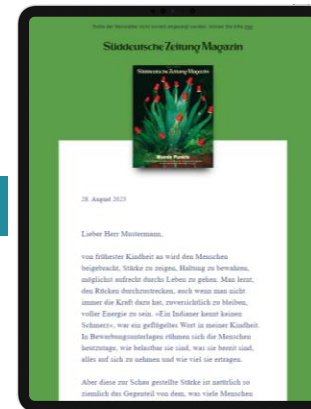 Süddeutsche Zeitung Magazin
Süddeutsche Zeitung Magazin
28. August 2023
Lieber Herr Mustermann,
von frühester Kindheit an wird den Menschen
beigebracht, Stärke zu zeigen, Haltung zu bewahren,
möglichst aufrecht durchs Leben zu gehen. Man lernt,
den Rücken durchzustrecken, auch wenn man nicht
immer die Kraft dazu hat, zuversichtlich zu bleiben,
voller Energie zu sein. «Ein Indianer kennt keinen
Schmerz», war ein geflügeltes Wort in meiner Kindheit.
In Bewerbungsunterlagen rühmen sich die Menschen
heutzutage, wie belastbar sie sind, was sie bereit sind,
alles auf sich zu nehmen und wie viel sie ertragen.
Aber diese zur Schau gestellte Stärke ist natürlich so
ziemlich das Gegenteil von dem, was viele Menschen